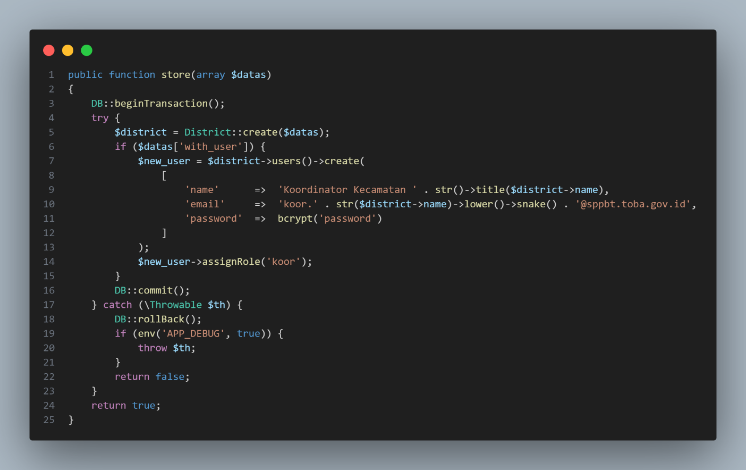 1 public function store(array $datas)
2 {
3     DB::beginTransaction();
4     try {
5         $district = District::create($datas);
6         if ($datas['with_user']) {
7             $new_user = $district->users()->create(
8                 [
9                     'name'      =>  'Koordinator Kecamatan ' . str()->title($district->name),
10                     'email'     =>  'koor.' . str($district->name)->lower()->snake() . '@sppbt.toba.gov.id',
11                     'password'  =>  bcrypt('password')
12                 ]
13             );
14             $new_user->assignRole('koor');
15         }
16         DB::commit();
17     } catch (\Throwable $th) {
18         DB::rollBack();
19         if (env('APP_DEBUG', true)) {
20             throw $th;
21         }
22         return false;
23     }
24     return true;
25 }